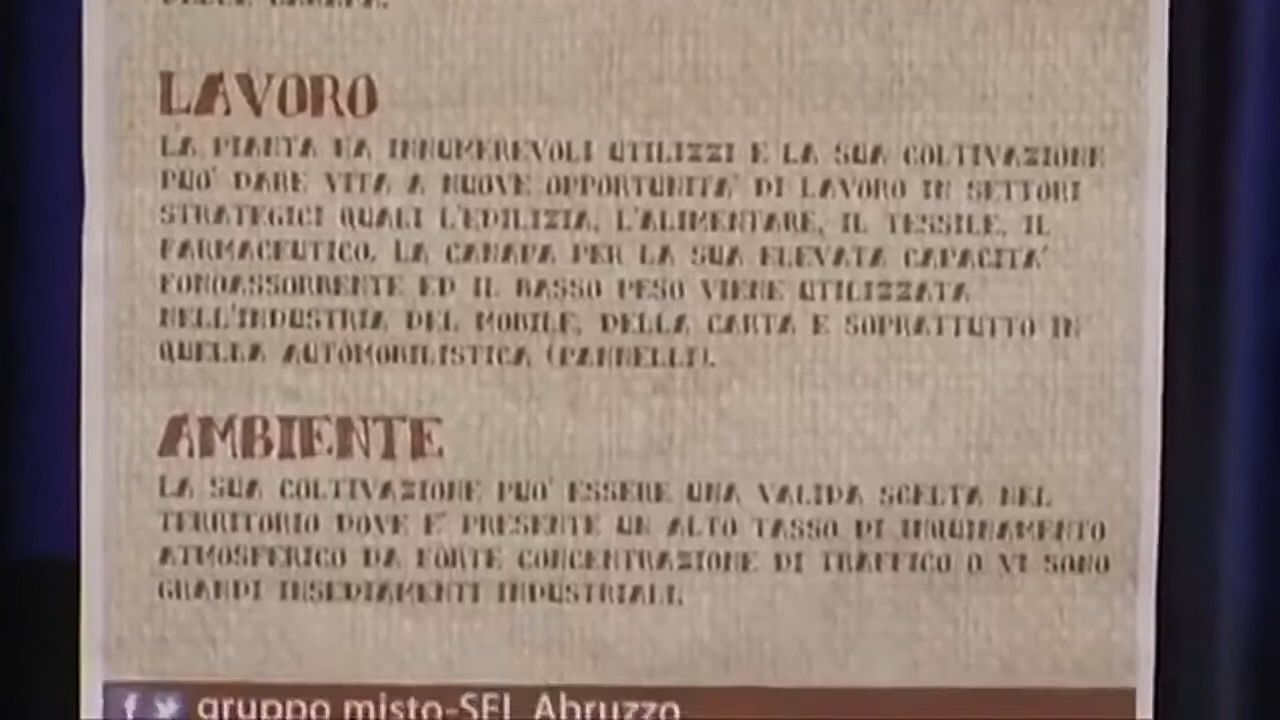 LAVORO
LA PIANTA HA INNUMEREVOLI UTILIZZI E LA SUA COLTIVAZIONE
PUO' DARE VITA A NUOVE OPPORTUNITA' DI LAVORO IN SETTORI
STRATEGICI QUALI L'EDILIZIA, L'ALIMENTARE, IL TESSILE, IL
FARMACEUTICO. LA CANAPA PER LA SUA ELEVATA CAPACITA'
FONOASSORBENTE ED IL BASSO PESO VIENE UTILIZZATA
NELL'INDUSTRIA DEL MOBILE, DELLA CARTA E SOPRATTUTTO IN
QUELLA AUTOMOBILISTICA (PANNELLI).
AMBIENTE
LA SUA COLTIVAZIONE PUO' ESSERE UNA VALIDA SCELTA NEL
TERRITORIO DOVE E' PRESENTE UN ALTO TASSO DI INQUINAMENTO
ATMOSFERICO DA FORTE CONCENTRAZIONE DI TRAFFICO O VI SONO
GRANDI INSEDIAMENTI INDUSTRIALI.
gruppo misto-SEL Abruzzo